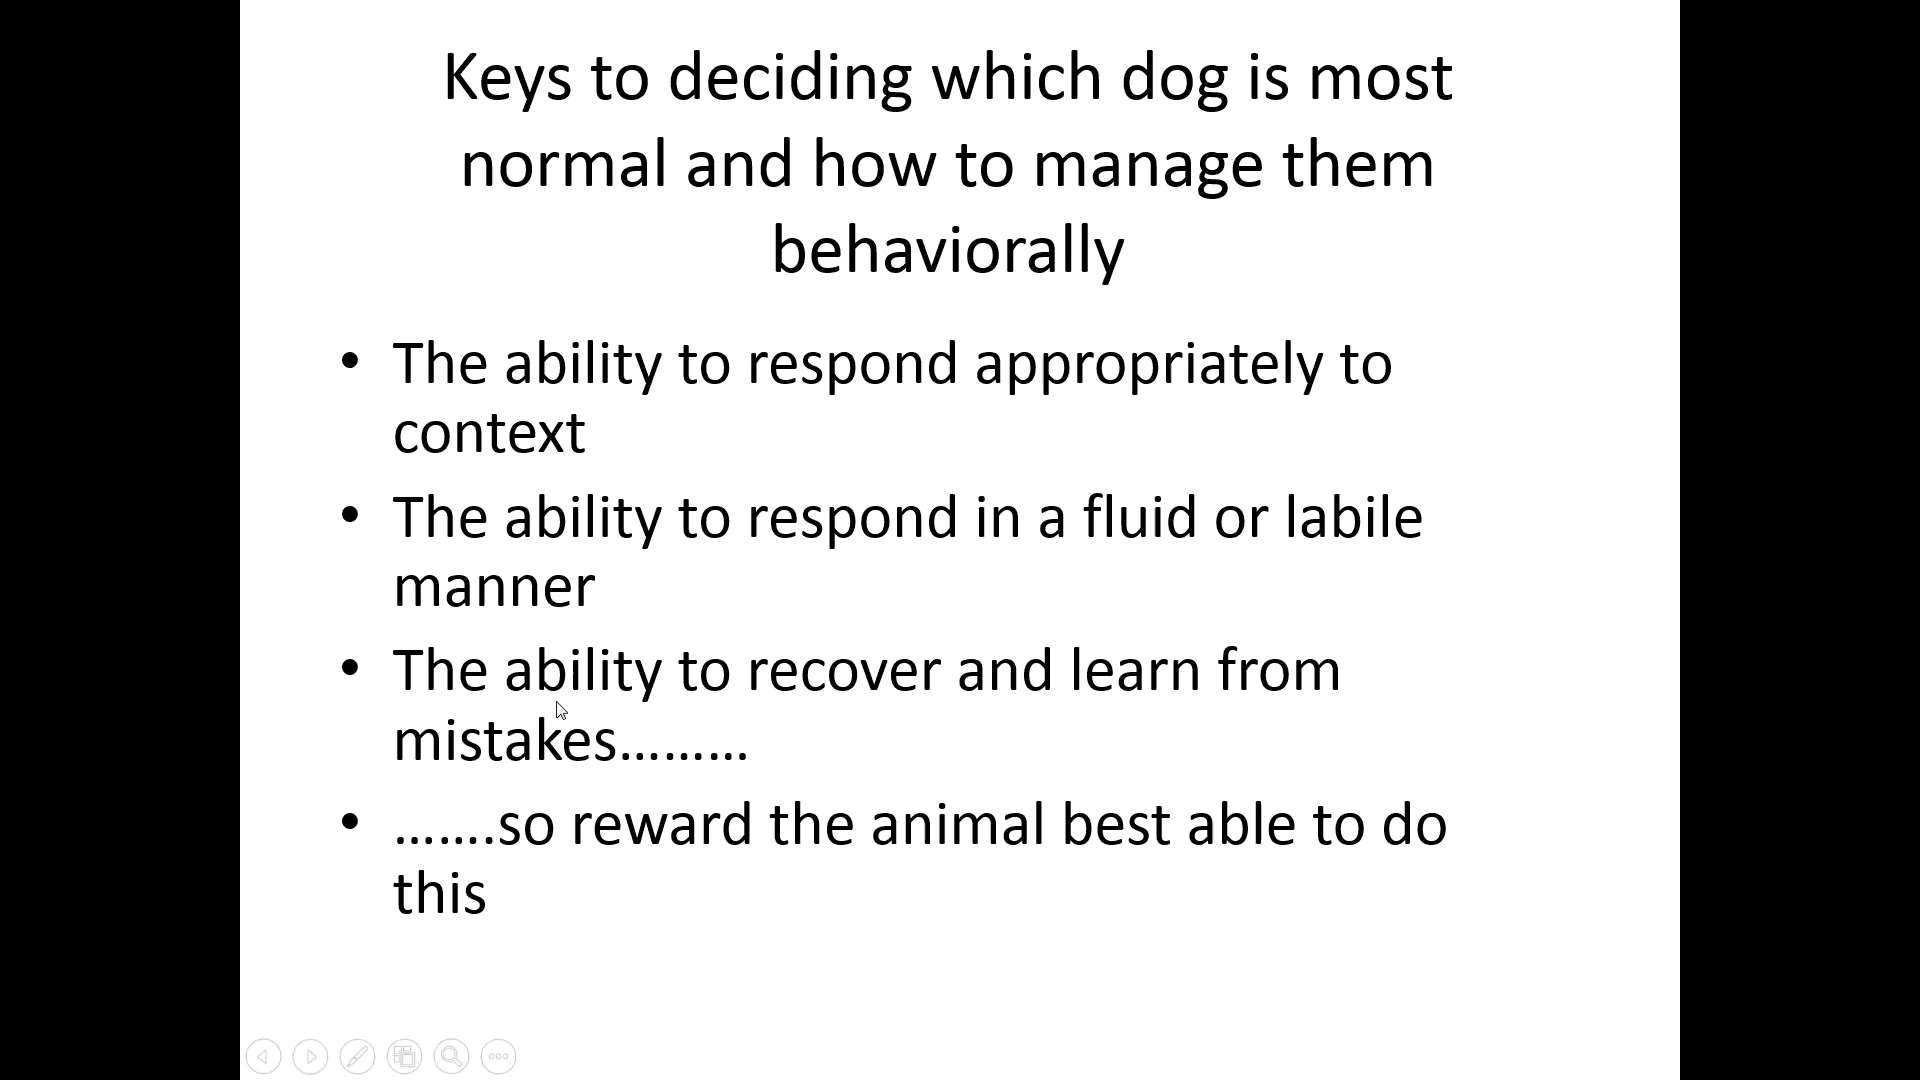 Keys to deciding which dog is most
normal and how to manage them
behaviorally
• The ability to respond appropriately to
context
• The ability to respond in a fluid or labile
manner
• The ability to recover and learn from
mistakes………
• …….so reward the animal best able to do
this